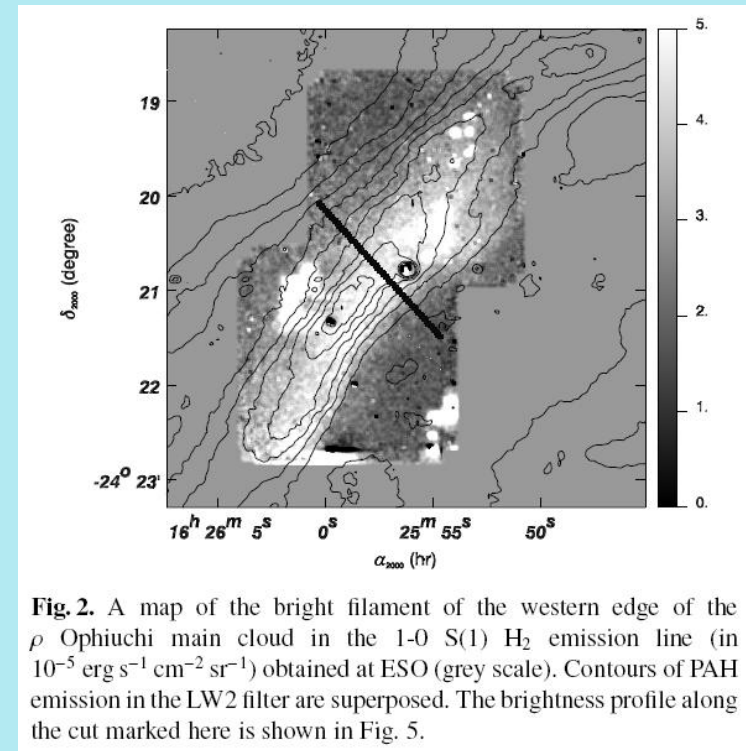 5.
19
4.
20
3.
δ₂₀₀₀ (degree)
21
2.
22
1.
-24° 23'
0.
16ʰ 26ᵐ 5ˢ 0ˢ 25ᵐ 55ˢ 50ˢ
α₂₀₀₀ (hr)
Fig. 2. A map of the bright filament of the western edge of the
ρ Ophiuchi main cloud in the 1-0 S(1) H₂ emission line (in
10⁻⁵ erg s⁻¹ cm⁻² sr⁻¹) obtained at ESO (grey scale). Contours of PAH
emission in the LW2 filter are superposed. The brightness profile along
the cut marked here is shown in Fig. 5.